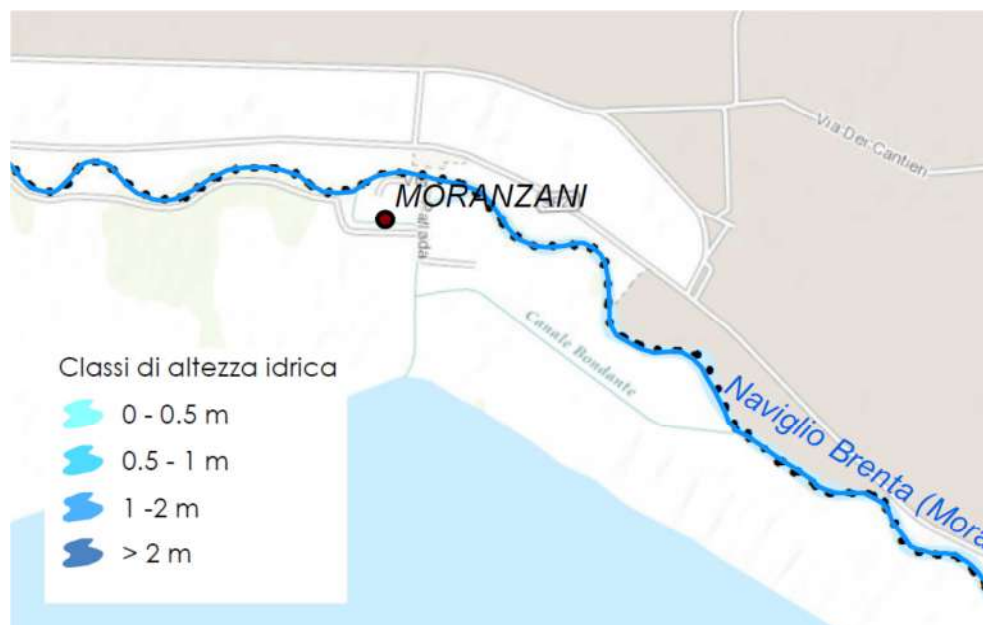 Via Dei Cantieri
MORANZANI
Canale Bondante
Naviglio Brenta (Mora
Classi di altezza idrica
0 - 0.5 m
0.5 - 1 m
1 -2 m
> 2 m